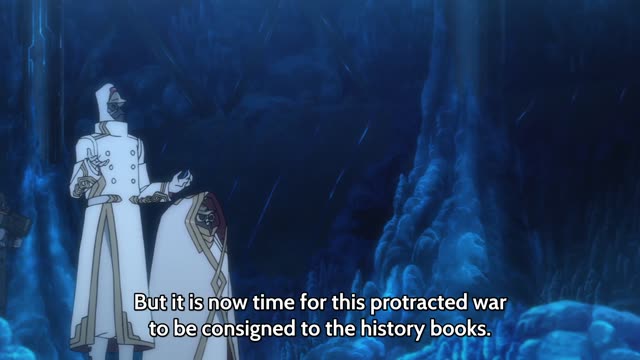 But it is now time for this protracted war
to be consigned to the history books.